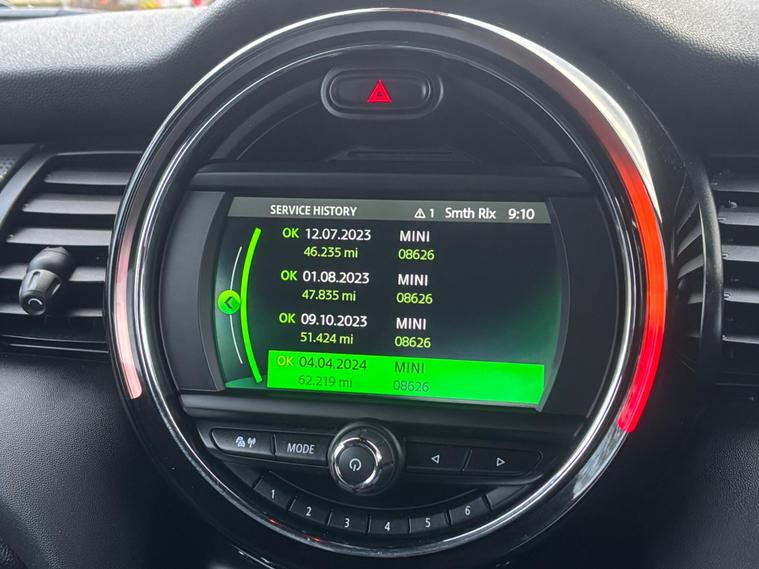 SERVICE HISTORY 1 Smth Rlx 9:10
OK 12.07.2023 MINI
46.235 mi 08626
OK 01.08.2023 MINI
47.835 mi 08626
OK 09.10.2023 MINI
51.424 mi 08626
OK 04.04.2024 MINI
62.219 mi 08626
MODE
1 2 3 4 5 6